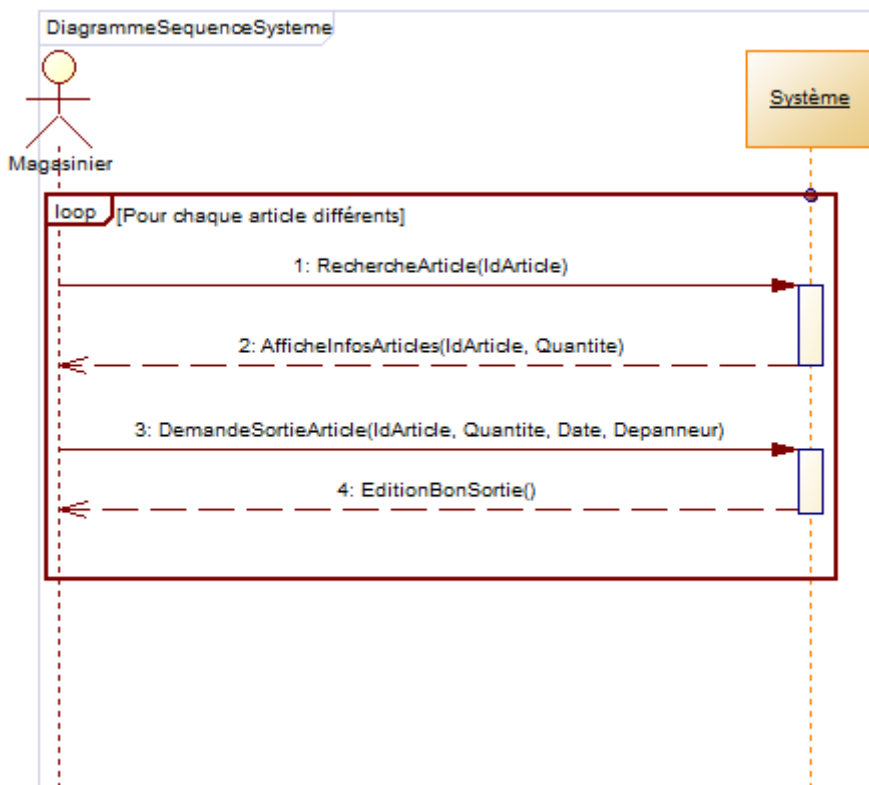 DiagrammeSequenceSysteme
Système
Magasinier
loop
[Pour chaque article différents]
1: RechercheArticle(IdArticle)
2: AfficheInfosArticles(IdArticle, Quantite)
3: DemandeSortieArticle(IdArticle, Quantite, Date, Depanneur)
4: EditionBonSortie()